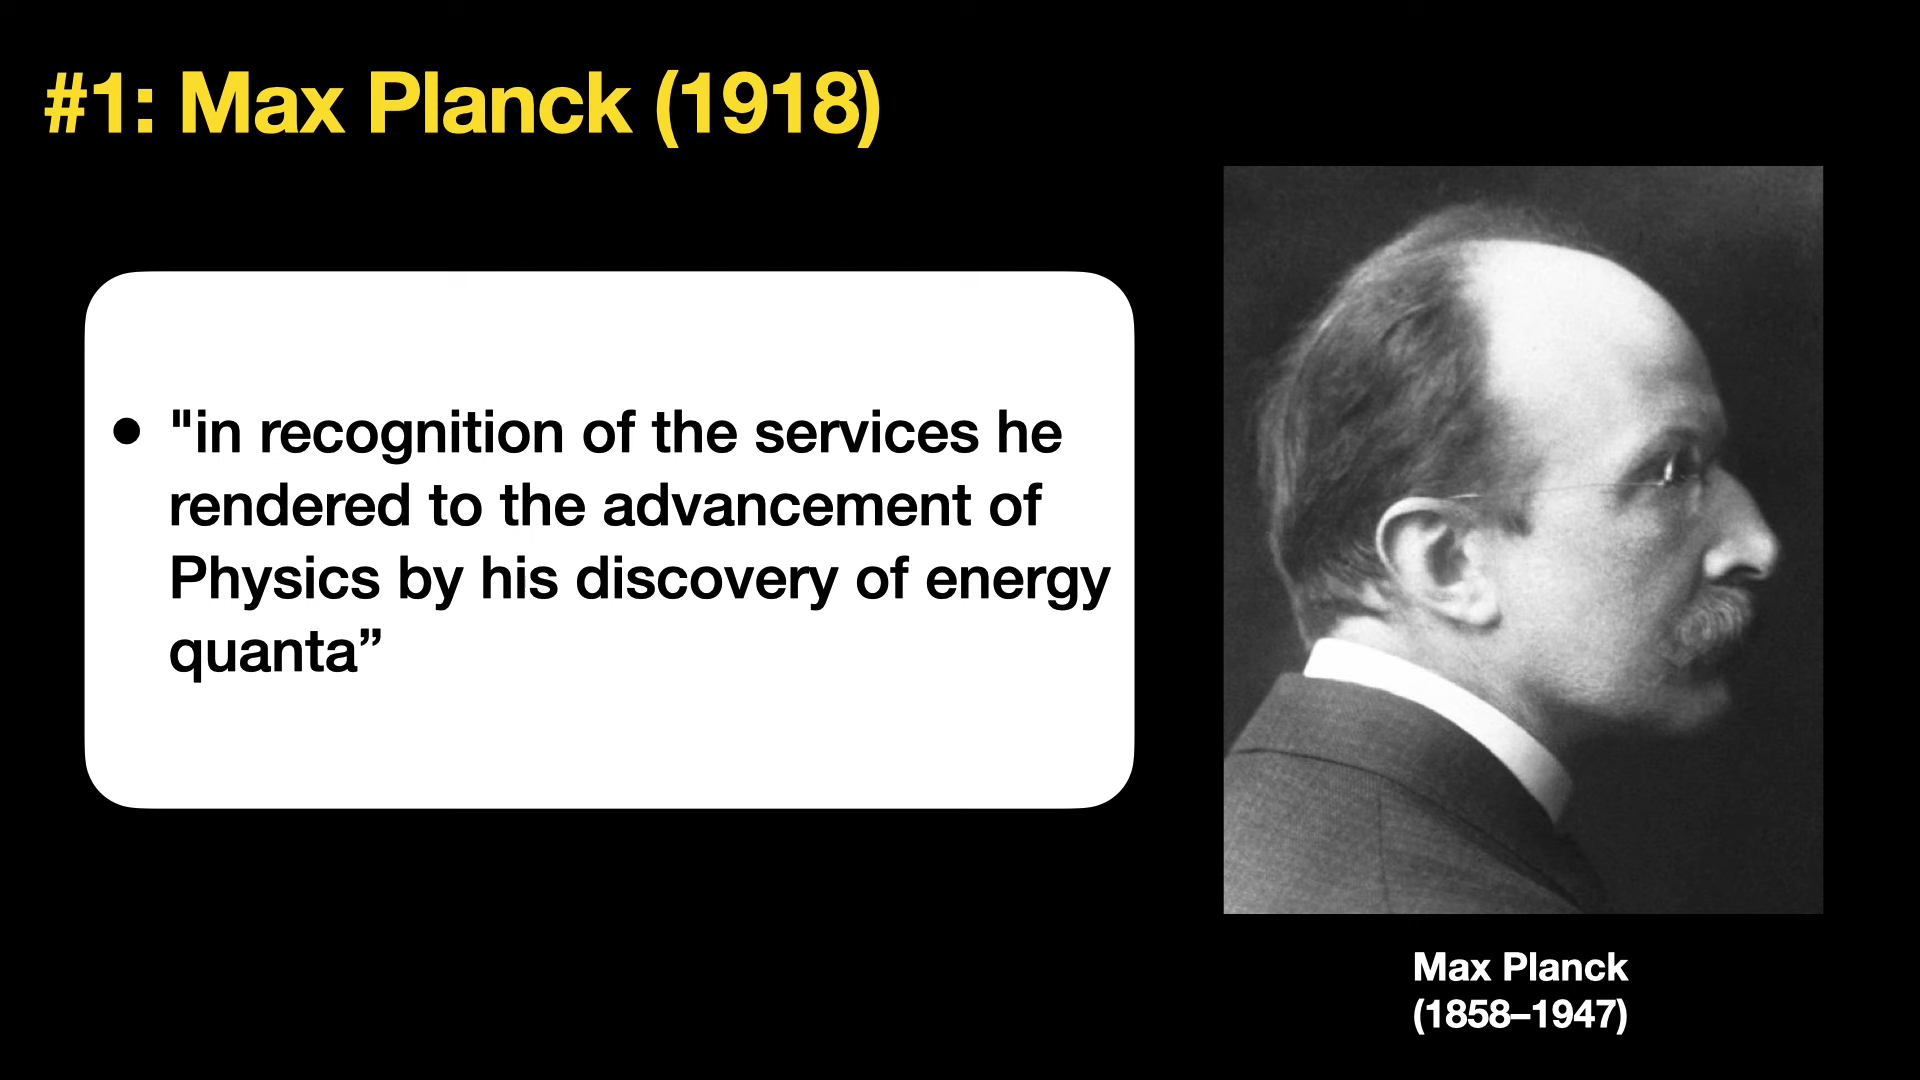 #1: Max Planck (1918)
• "in recognition of the services he
rendered to the advancement of
Physics by his discovery of energy
quanta”
Max Planck
(1858–1947)